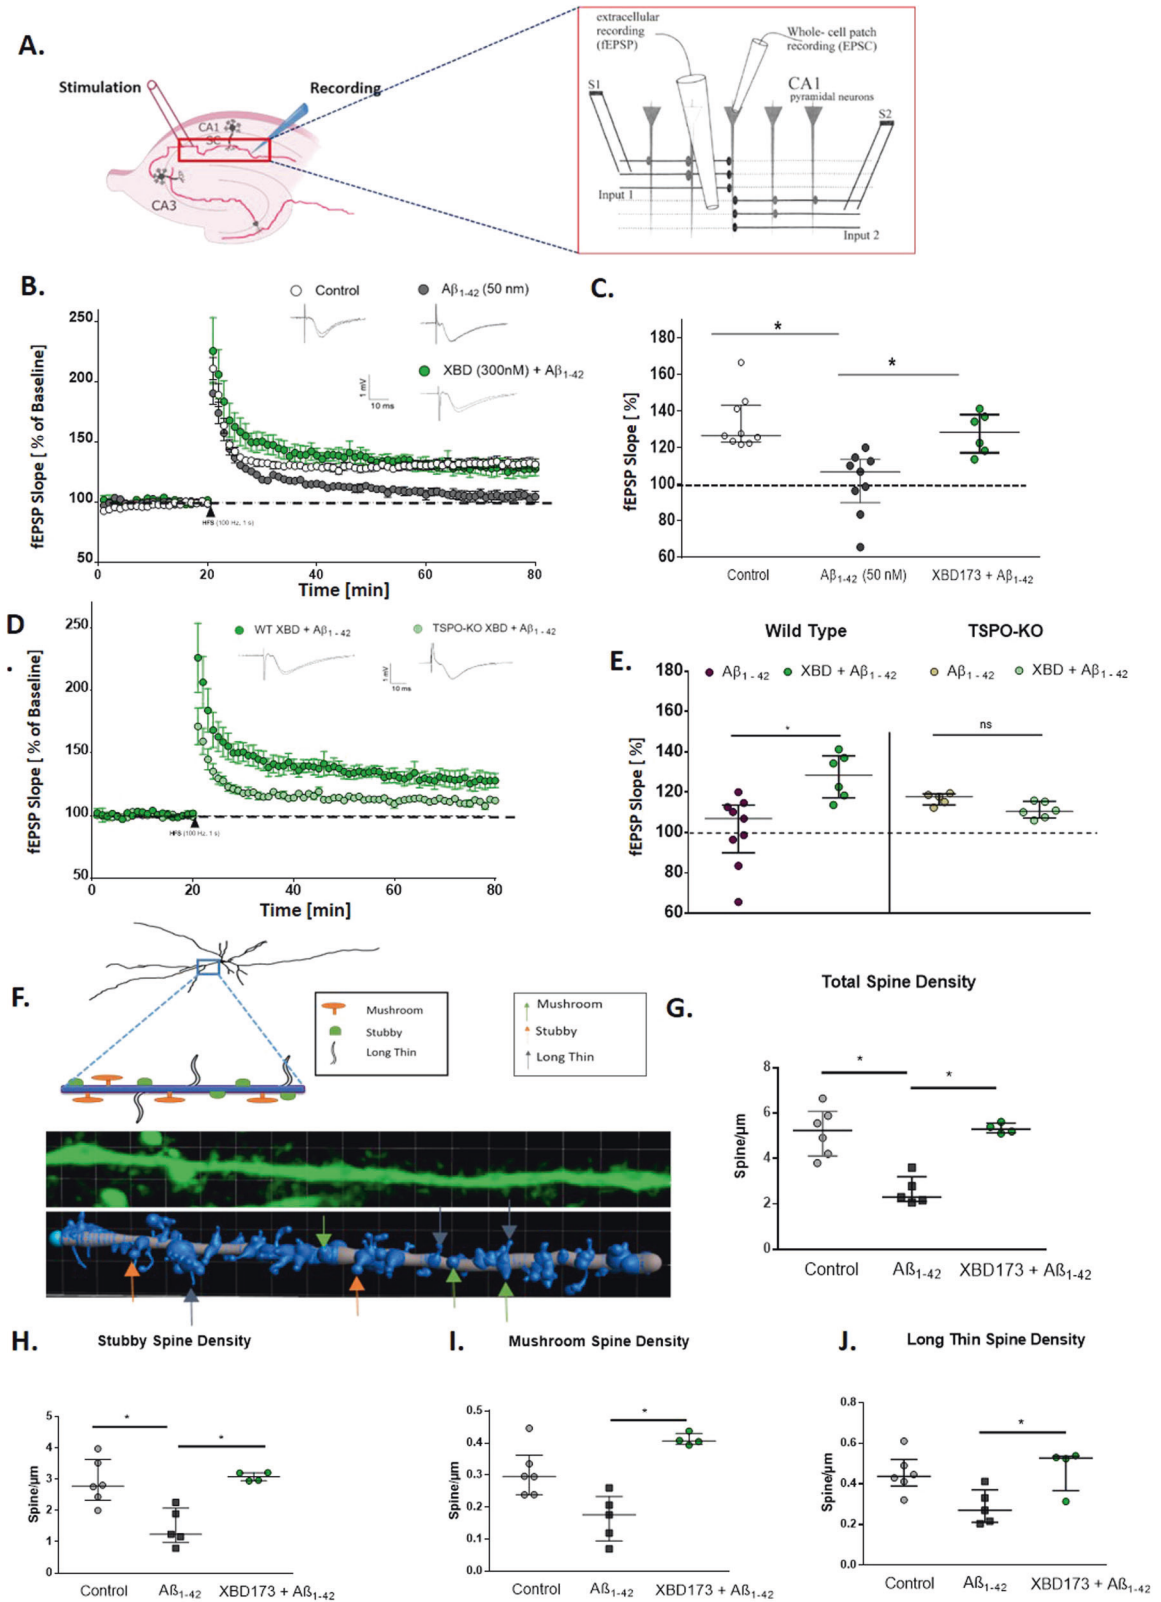 A.
Stimulation
Recording
CA1
SC
CA3
extracellular
recording
(fEPSP)
Whole- cell patch
recording (EPSC)
CA1
pyramidal neurons
S1
S2
Input 1
Input 2
B.
Control
Aβ1-42 (50 nm)
XBD (300nM) + Aβ1-42
1 mV
10 ms
fEPSP Slope [ % of Baseline]
250
200
150
100
50
HFS (100 Hz, 1 s)
0
20
40
60
80
Time [min]
C.
*
*
fEPSP Slope [ %]
180
160
140
120
100
80
60
Control
Aβ1-42 (50 nM)
XBD173 + Aβ1-42
D
.
WT XBD + Aβ1 - 42
TSPO-KO XBD + Aβ1 - 42
1 mV
10 ms
fEPSP Slope [ % of Baseline]
250
200
150
100
50
HFS (100 Hz, 1 s)
0
20
40
60
80
Time [min]
Wild Type
TSPO-KO
E.
Aβ1 - 42
XBD + Aβ1 - 42
Aβ1 - 42
XBD + Aβ1 - 42
*
ns
fEPSP Slope [ %]
180
160
140
120
100
80
60
F.
Mushroom
Stubby
Long Thin
Mushroom
Stubby
Long Thin
Total Spine Density
G.
*
*
Spine/µm
8
6
4
2
0
Control
Aß1-42
XBD173 + Aß1-42
H.
Stubby Spine Density
*
*
Spine/µm
5
4
3
2
1
0
Control
Aß1-42
XBD173 + Aß1-42
I.
Mushroom Spine Density
*
Spine/µm
0.5
0.4
0.3
0.2
0.1
0.0
Control
Aß1-42
XBD173 + Aß1-42
J.
Long Thin Spine Density
*
Spine/µm
0.8
0.6
0.4
0.2
0.0
Control
Aß1-42
XBD173 + Aß1-42